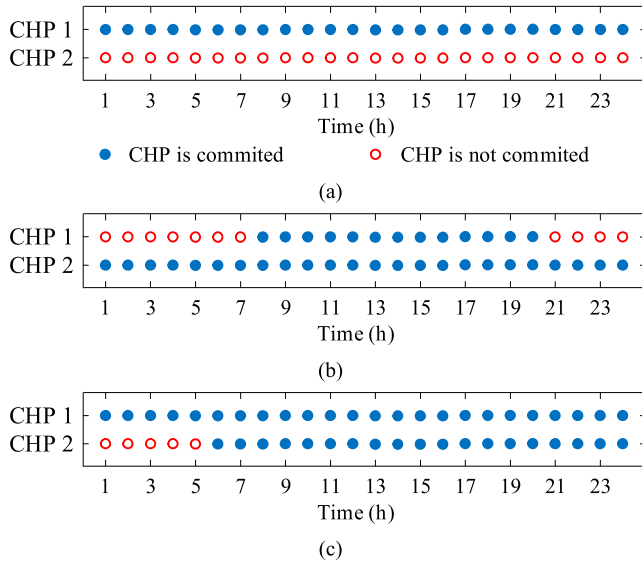 CHP 1
CHP 2
1 3 5 7 9 11 13 15 17 19 21 23
Time (h)
CHP is commited CHP is not commited
(a)
CHP 1
CHP 2
1 3 5 7 9 11 13 15 17 19 21 23
Time (h)
(b)
CHP 1
CHP 2
1 3 5 7 9 11 13 15 17 19 21 23
Time (h)
(c)